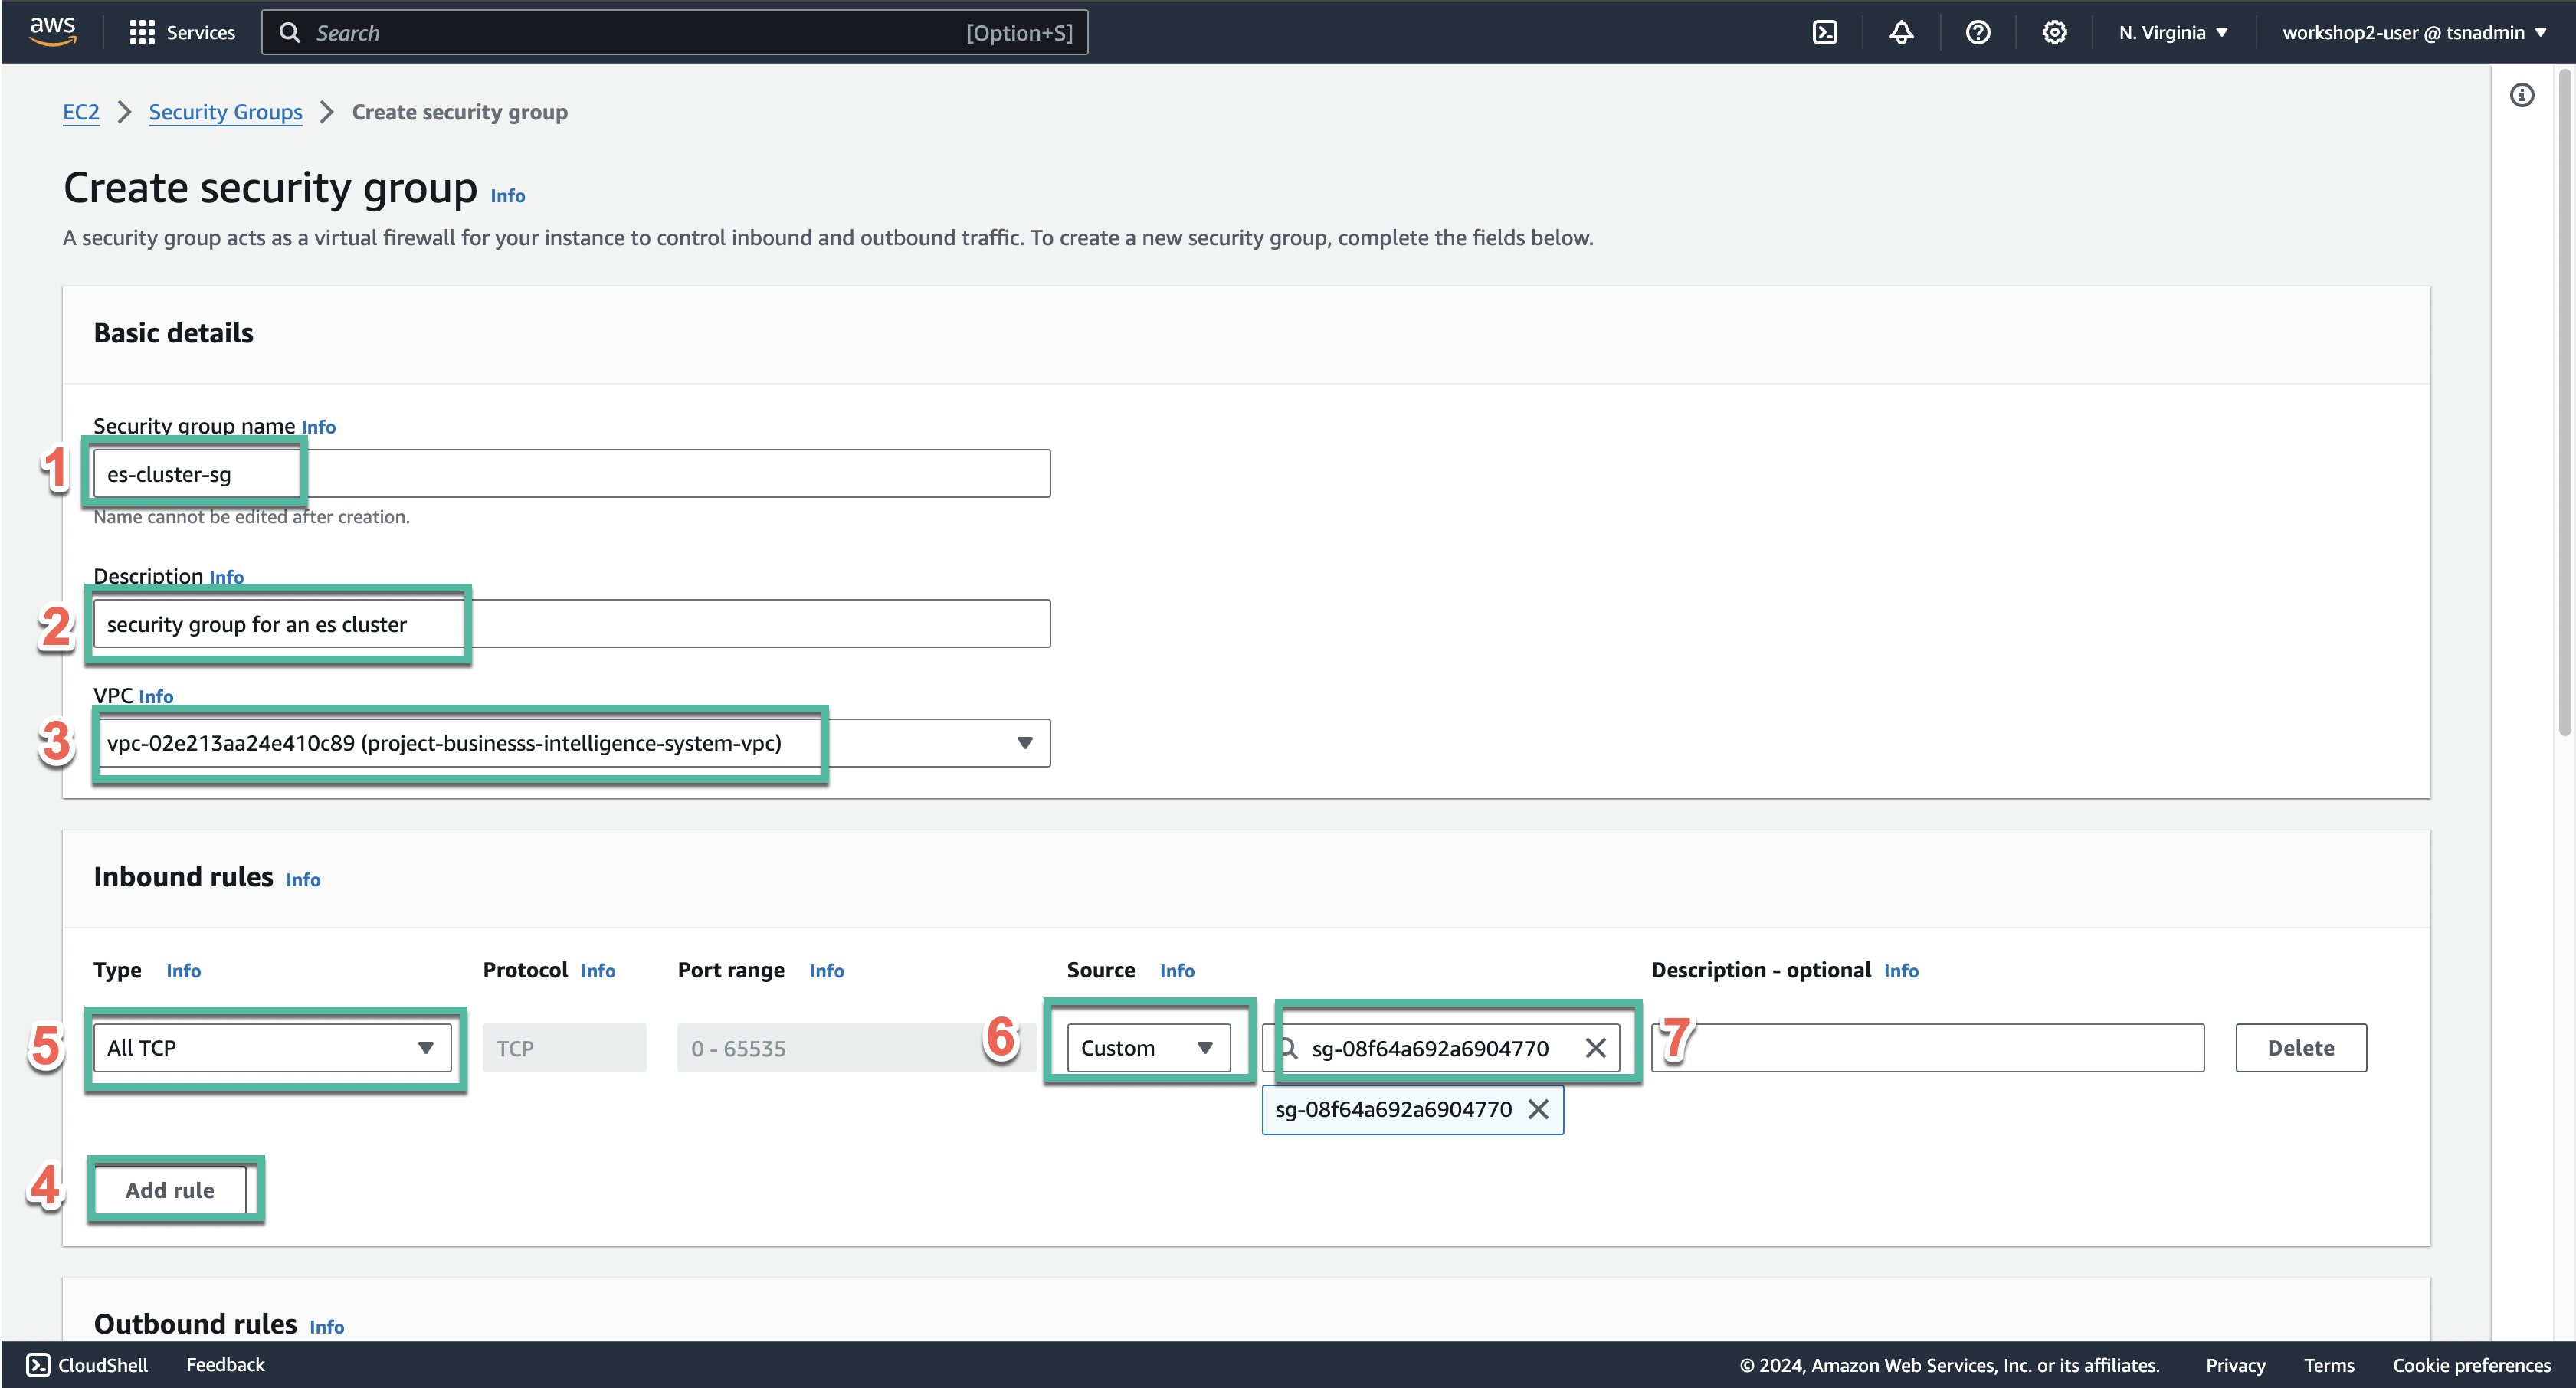 aws Services Search [Option+S] N. Virginia workshop2-user @ tsnadmin
EC2 Security Groups Create security group
Create security group Info
A security group acts as a virtual firewall for your instance to control inbound and outbound traffic. To create a new security group, complete the fields below.
Basic details
Security group name Info
1 es-cluster-sg
Name cannot be edited after creation.
Description Info
2 security group for an es cluster
VPC Info
3 vpc-02e213aa24e410c89 (project-businesss-intelligence-system-vpc)
Inbound rules Info
Type Info Protocol Info Port range Info Source Info Description - optional Info
5 All TCP TCP 0 - 65535 6 Custom sg-08f64a692a6904770 7 Delete
sg-08f64a692a6904770
4 Add rule
Outbound rules Info
CloudShell Feedback © 2024, Amazon Web Services, Inc. or its affiliates. Privacy Terms Cookie preferences